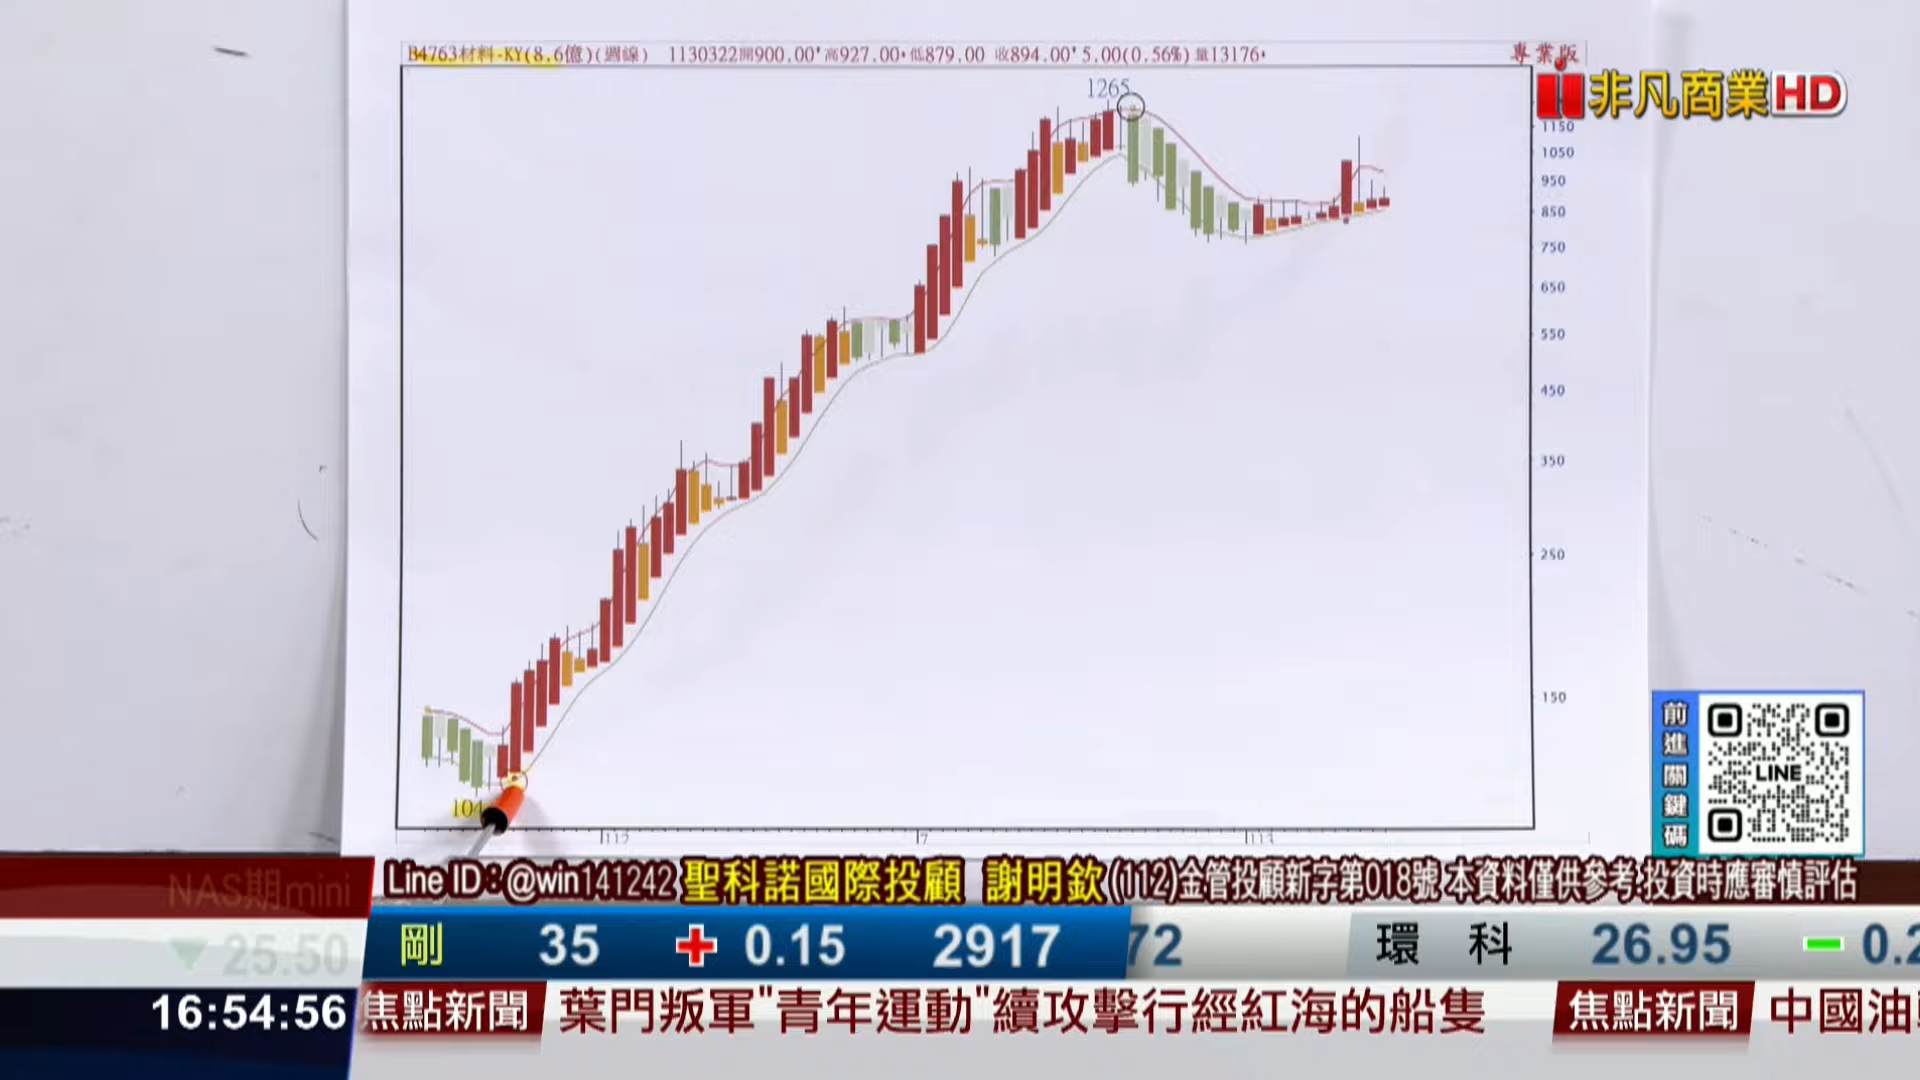 B4763材料-KY(8.6億)(週線) 1130322開900.00'高927.00'低879.00 收894.00'5.00(0.56%)量13176'
專業版
非凡商業HD
1265
1150
1050
950
850
750
650
550
450
350
250
150
104
112
7
113
前進關鍵碼
LINE
NAS期mini
Line ID:@win141242 聖科諾國際投顧 謝明欽 (112)金管投顧新字第018號 本資料僅供參考,投資時應審慎評估
25.50
剛 35 0.15 2917 72 環科 26.95 0.2
16:54:56 焦點新聞 葉門叛軍"青年運動"續攻擊行經紅海的船隻 焦點新聞 中國油